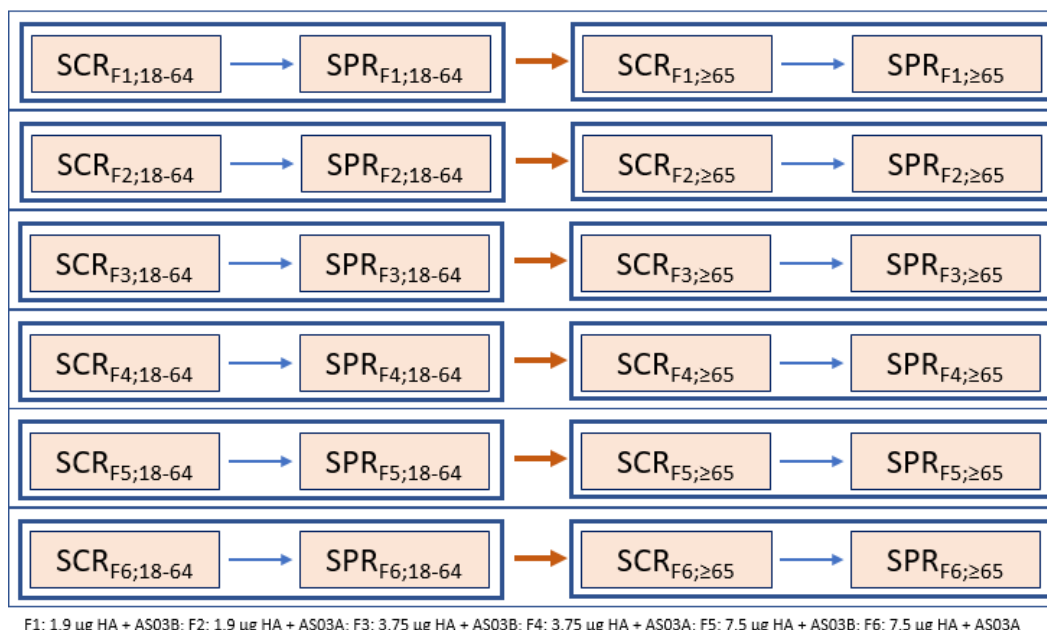 SCRF1;18-64 SPRF1;18-64 SCRF1;≥65 SPRF1;≥65
SCRF2;18-64 SPRF2;18-64 SCRF2;≥65 SPRF2;≥65
SCRF3;18-64 SPRF3;18-64 SCRF3;≥65 SPRF3;≥65
SCRF4;18-64 SPRF4;18-64 SCRF4;≥65 SPRF4;≥65
SCRF5;18-64 SPRF5;18-64 SCRF5;≥65 SPRF5;≥65
SCRF6;18-64 SPRF6;18-64 SCRF6;≥65 SPRF6;≥65
F1: 1.9 µg HA + AS03B; F2: 1.9 µg HA + AS03A; F3: 3.75 µg HA + AS03B; F4: 3.75 µg HA + AS03A; F5: 7.5 µg HA + AS03B; F6: 7.5 µg HA + AS03A